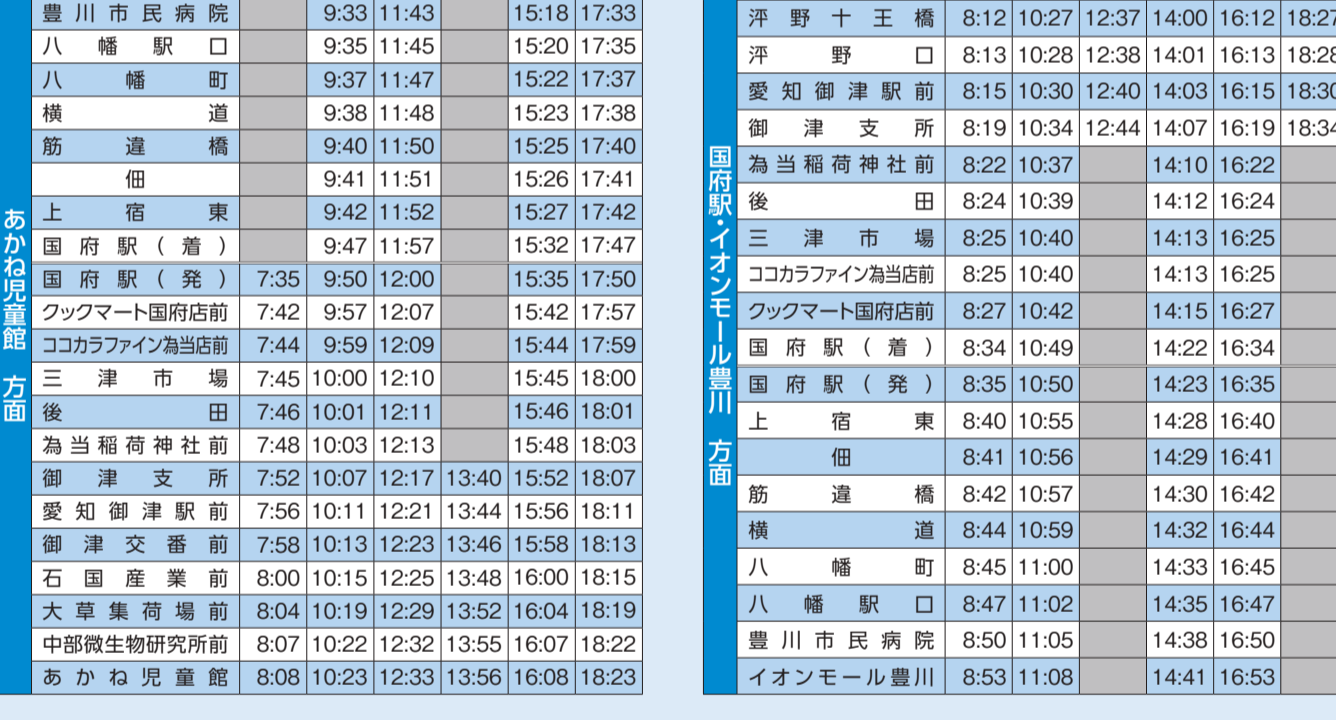 あかね児童館 方面
豊川市民病院 9:33 11:43 15:18 17:33
八幡駅口 9:35 11:45 15:20 17:35
八幡町 9:37 11:47 15:22 17:37
横道 9:38 11:48 15:23 17:38
筋違橋 9:40 11:50 15:25 17:40
佃 9:41 11:51 15:26 17:41
上宿東 9:42 11:52 15:27 17:42
国府駅(着) 9:47 11:57 15:32 17:47
国府駅(発) 7:35 9:50 12:00 15:35 17:50
クックマート国府店前 7:42 9:57 12:07 15:42 17:57
ココカラファイン為当店前 7:44 9:59 12:09 15:44 17:59
三津市場 7:45 10:00 12:10 15:45 18:00
後田 7:46 10:01 12:11 15:46 18:01
為当稲荷神社前 7:48 10:03 12:13 15:48 18:03
御津支所 7:52 10:07 12:17 13:40 15:52 18:07
愛知御津駅前 7:56 10:11 12:21 13:44 15:56 18:11
御津交番前 7:58 10:13 12:23 13:46 15:58 18:13
石国産業前 8:00 10:15 12:25 13:48 16:00 18:15
大草集荷場前 8:04 10:19 12:29 13:52 16:04 18:19
中部微生物研究所前 8:07 10:22 12:32 13:55 16:07 18:22
あかね児童館 8:08 10:23 12:33 13:56 16:08 18:23
国府駅・イオンモール豊川 方面
泙野十王橋 8:12 10:27 12:37 14:00 16:12 18:27
泙野口 8:13 10:28 12:38 14:01 16:13 18:28
愛知御津駅前 8:15 10:30 12:40 14:03 16:15 18:30
御津支所 8:19 10:34 12:44 14:07 16:19 18:34
為当稲荷神社前 8:22 10:37 14:10 16:22
後田 8:24 10:39 14:12 16:24
三津市場 8:25 10:40 14:13 16:25
ココカラファイン為当店前 8:25 10:40 14:13 16:25
クックマート国府店前 8:27 10:42 14:15 16:27
国府駅(着) 8:34 10:49 14:22 16:34
国府駅(発) 8:35 10:50 14:23 16:35
上宿東 8:40 10:55 14:28 16:40
佃 8:41 10:56 14:29 16:41
筋違橋 8:42 10:57 14:30 16:42
横道 8:44 10:59 14:32 16:44
八幡町 8:45 11:00 14:33 16:45
八幡駅口 8:47 11:02 14:35 16:47
豊川市民病院 8:50 11:05 14:38 16:50
イオンモール豊川 8:53 11:08 14:41 16:53